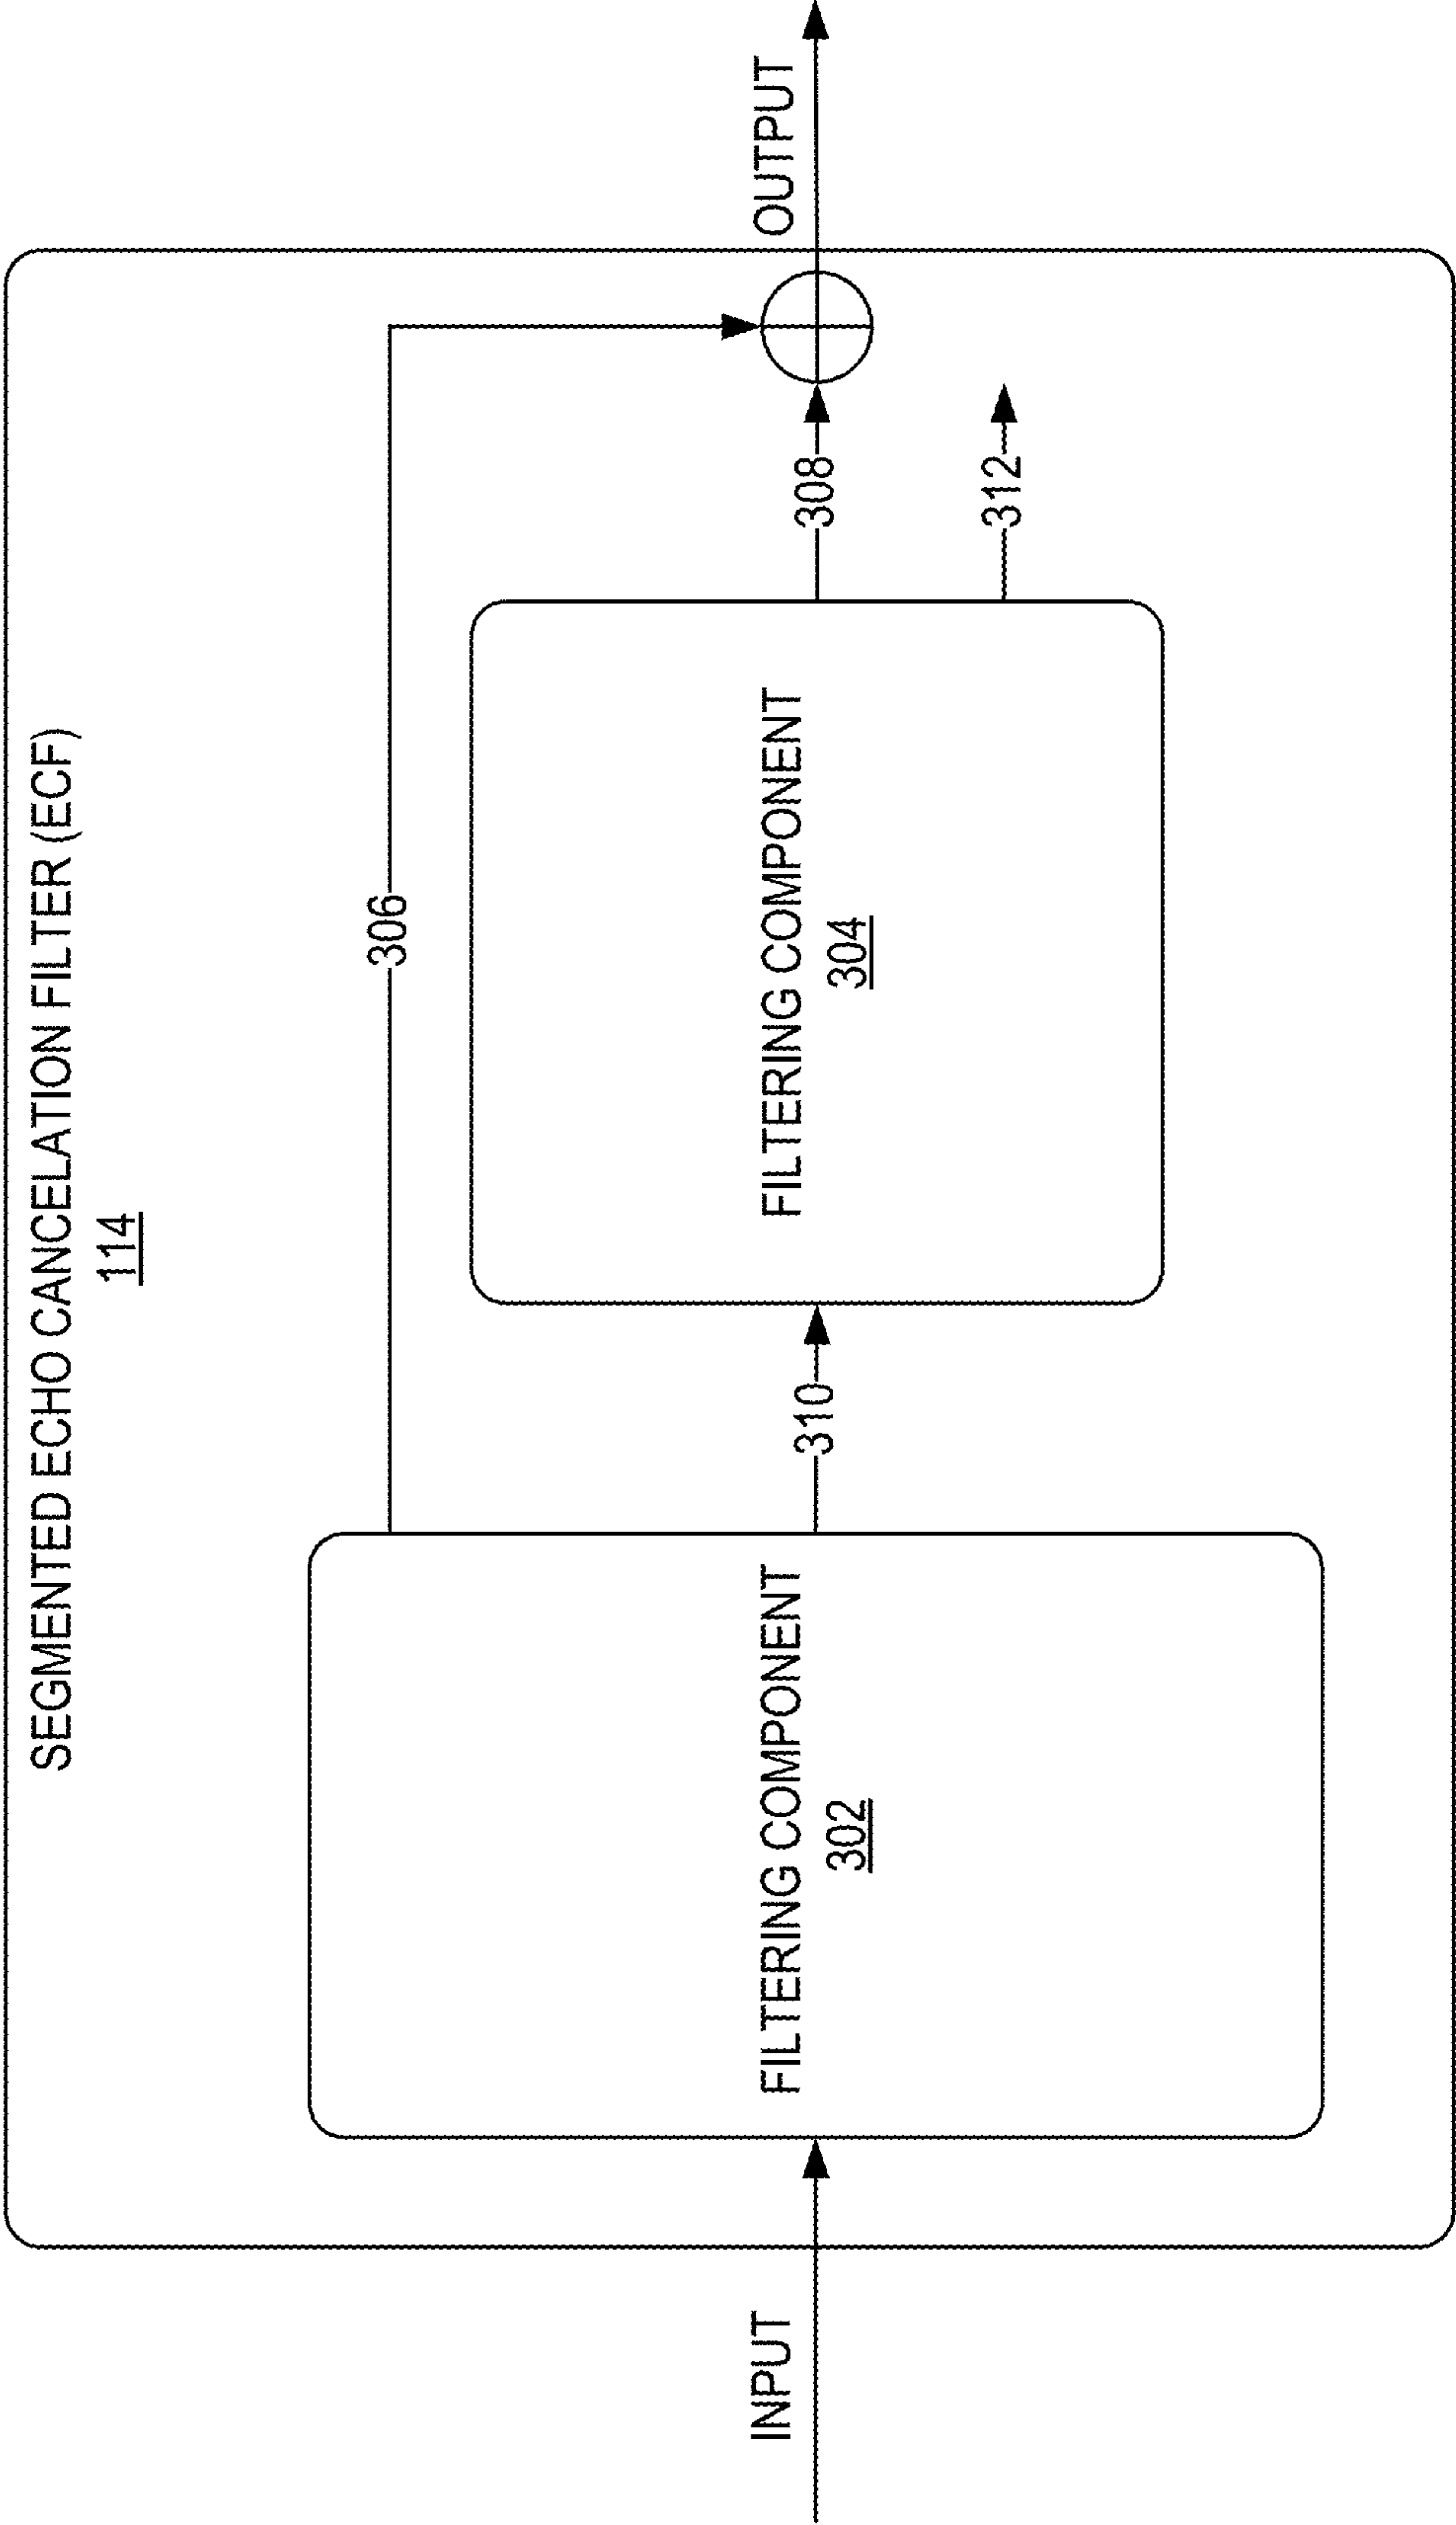 SEGMENTED ECHO CANCELATION FILTER (ECF)
114
306
INPUT
FILTERING COMPONENT
302
310
FILTERING COMPONENT
304
308
312
OUTPUT